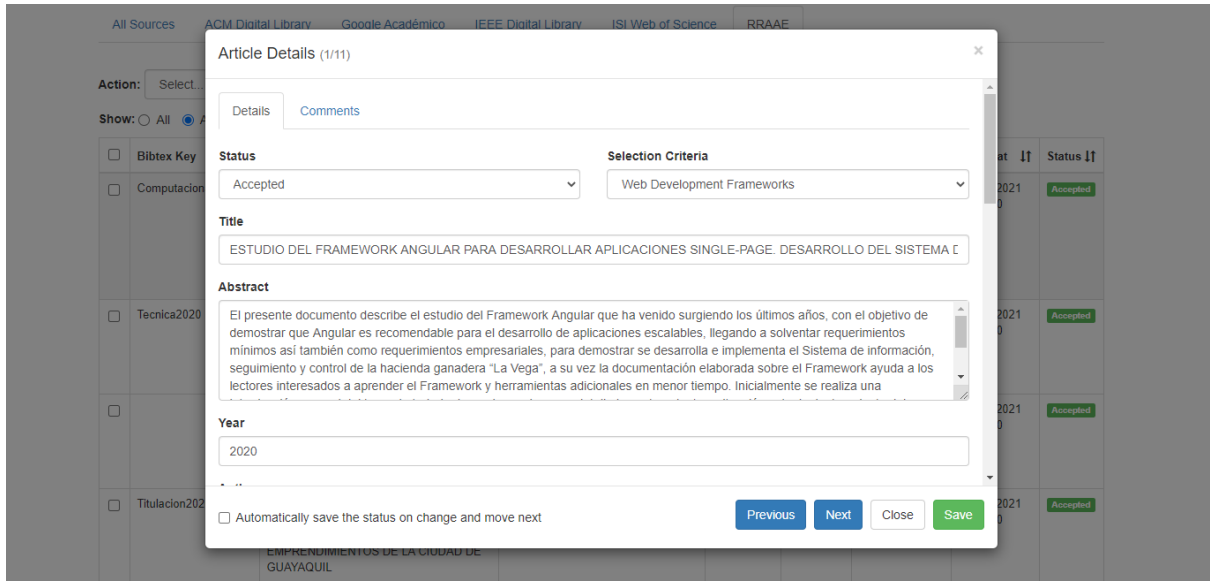 All Sources ACM Digital Library Google Académico IEEE Digital Library ISI Web of Science RRAAE
Article Details (1/11) ×
Action: Select...
Details Comments
Show: All
Bibtex Key
Status Selection Criteria
at Status
Accepted Web Development Frameworks
Computacion
2021
Accepted
0
Title
ESTUDIO DEL FRAMEWORK ANGULAR PARA DESARROLLAR APLICACIONES SINGLE-PAGE. DESARROLLO DEL SISTEMA D
Abstract
El presente documento describe el estudio del Framework Angular que ha venido surgiendo los últimos años, con el objetivo de
demostrar que Angular es recomendable para el desarrollo de aplicaciones escalables, llegando a solventar requerimientos
mínimos así también como requerimientos empresariales, para demostrar se desarrolla e implementa el Sistema de información,
seguimiento y control de la hacienda ganadera “La Vega”, a su vez la documentación elaborada sobre el Framework ayuda a los
lectores interesados a aprender el Framework y herramientas adicionales en menor tiempo. Inicialmente se realiza una
Tecnica2020
2021
Accepted
0
Year
2020
2021
Accepted
0
Titulacion202
2021
Accepted
0
Automatically save the status on change and move next Previous Next Close Save
EMPRENDIMIENTOS DE LA CIUDAD DE
GUAYAQUIL